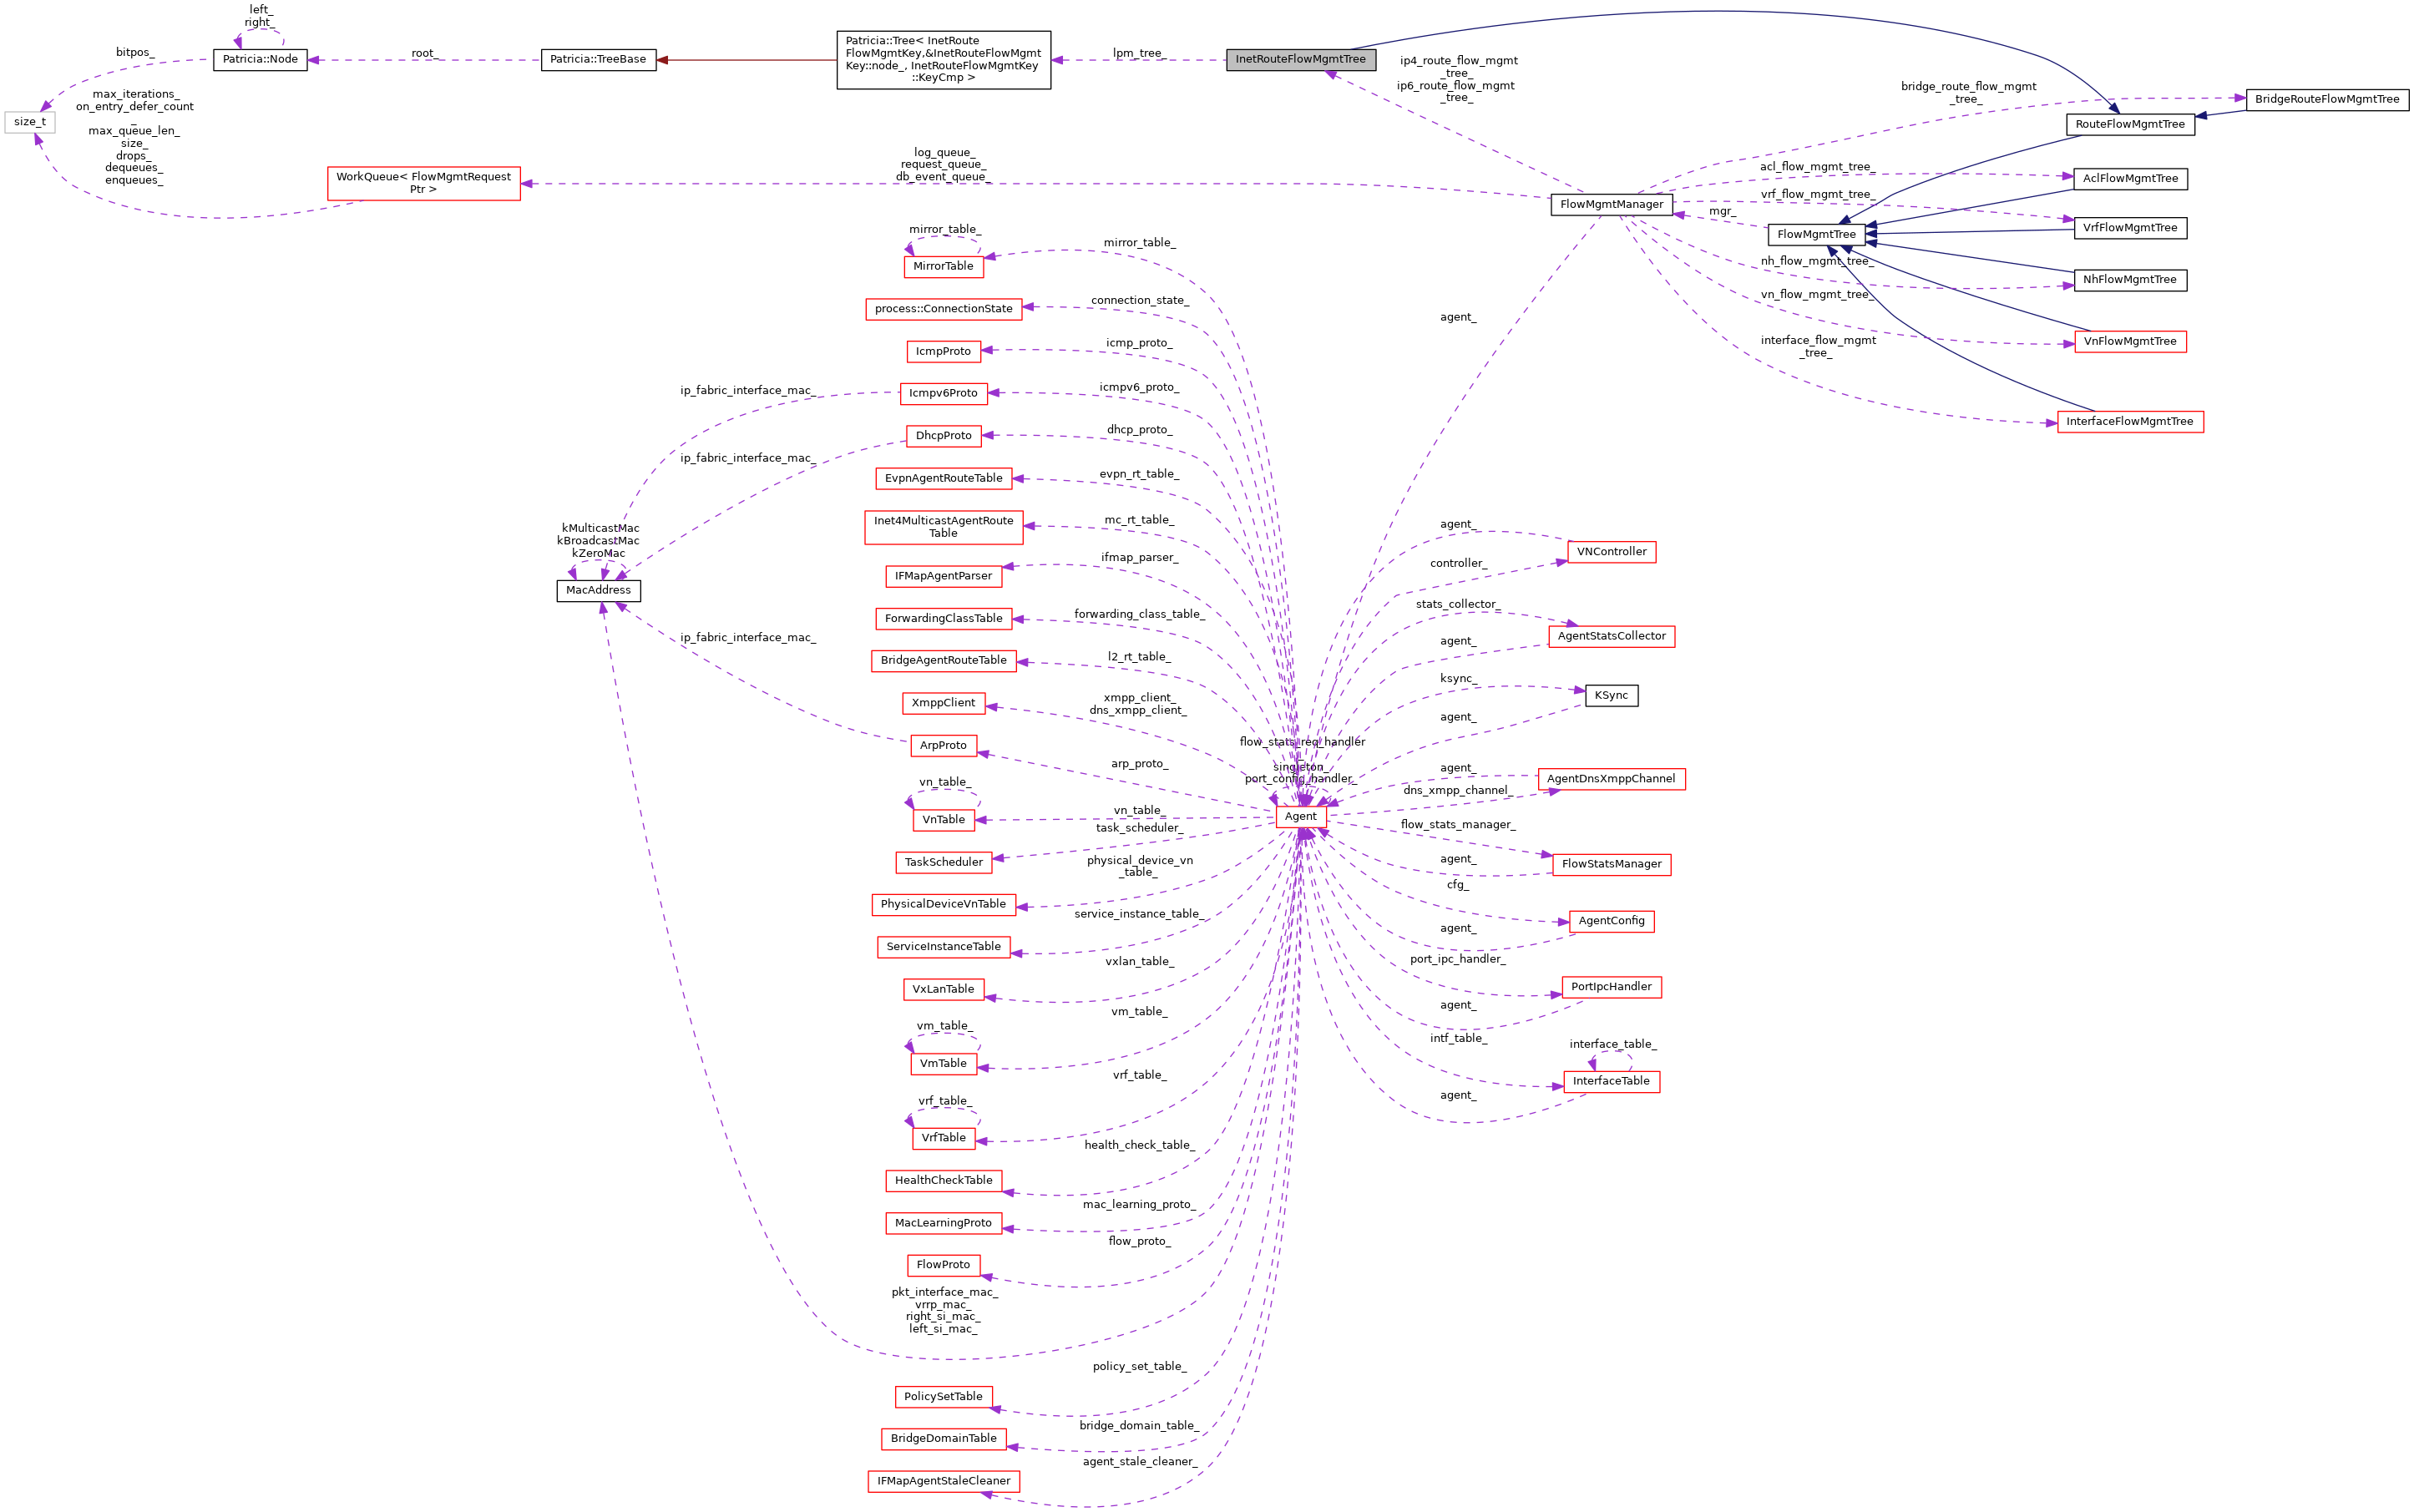 left_
right_
bitpos_
Patricia::Node
root_
Patricia::TreeBase
Patricia::Tree< InetRoute
FlowMgmtKey,&InetRouteFlowMgmt
Key::node_, InetRouteFlowMgmtKey
::KeyCmp >
lpm_tree_
InetRouteFlowMgmtTree
ip4_route_flow_mgmt
_tree_
ip6_route_flow_mgmt
_tree_
bridge_route_flow_mgmt
_tree_
BridgeRouteFlowMgmtTree
RouteFlowMgmtTree
size_t
max_iterations_
on_entry_defer_count
_
max_queue_len_
size_
drops_
dequeues_
enqueues_
WorkQueue< FlowMgmtRequest
Ptr >
log_queue_
request_queue_
db_event_queue_
FlowMgmtManager
acl_flow_mgmt_tree_
AclFlowMgmtTree
vrf_flow_mgmt_tree_
VrfFlowMgmtTree
mgr_
FlowMgmtTree
nh_flow_mgmt_tree_
NhFlowMgmtTree
vn_flow_mgmt_tree_
VnFlowMgmtTree
interface_flow_mgmt
_tree_
InterfaceFlowMgmtTree
mirror_table_
MirrorTable
mirror_table_
process::ConnectionState
connection_state_
agent_
IcmpProto
icmp_proto_
Icmpv6Proto
icmpv6_proto_
ip_fabric_interface_mac_
DhcpProto
dhcp_proto_
ip_fabric_interface_mac_
EvpnAgentRouteTable
evpn_rt_table_
Inet4MulticastAgentRoute
Table
mc_rt_table_
kMulticastMac
kBroadcastMac
kZeroMac
MacAddress
IFMapAgentParser
ifmap_parser_
agent_
VNController
controller_
ForwardingClassTable
forwarding_class_table_
stats_collector_
AgentStatsCollector
agent_
ip_fabric_interface_mac_
BridgeAgentRouteTable
l2_rt_table_
ksync_
KSync
agent_
XmppClient
xmpp_client_
dns_xmpp_client_
ArpProto
arp_proto_
flow_stats_req_handler
_
singleton_
port_config_handler_
Agent
agent_
AgentDnsXmppChannel
dns_xmpp_channel_
vn_table_
VnTable
vn_table_
TaskScheduler
task_scheduler_
flow_stats_manager_
FlowStatsManager
agent_
PhysicalDeviceVnTable
physical_device_vn
_table_
cfg_
AgentConfig
agent_
ServiceInstanceTable
service_instance_table_
port_ipc_handler_
PortIpcHandler
agent_
VxLanTable
vxlan_table_
vm_table_
VmTable
vm_table_
intf_table_
interface_table_
InterfaceTable
agent_
vrf_table_
VrfTable
vrf_table_
HealthCheckTable
health_check_table_
MacLearningProto
mac_learning_proto_
FlowProto
flow_proto_
pkt_interface_mac_
vrrp_mac_
right_si_mac_
left_si_mac_
PolicySetTable
policy_set_table_
BridgeDomainTable
bridge_domain_table_
IFMapAgentStaleCleaner
agent_stale_cleaner_